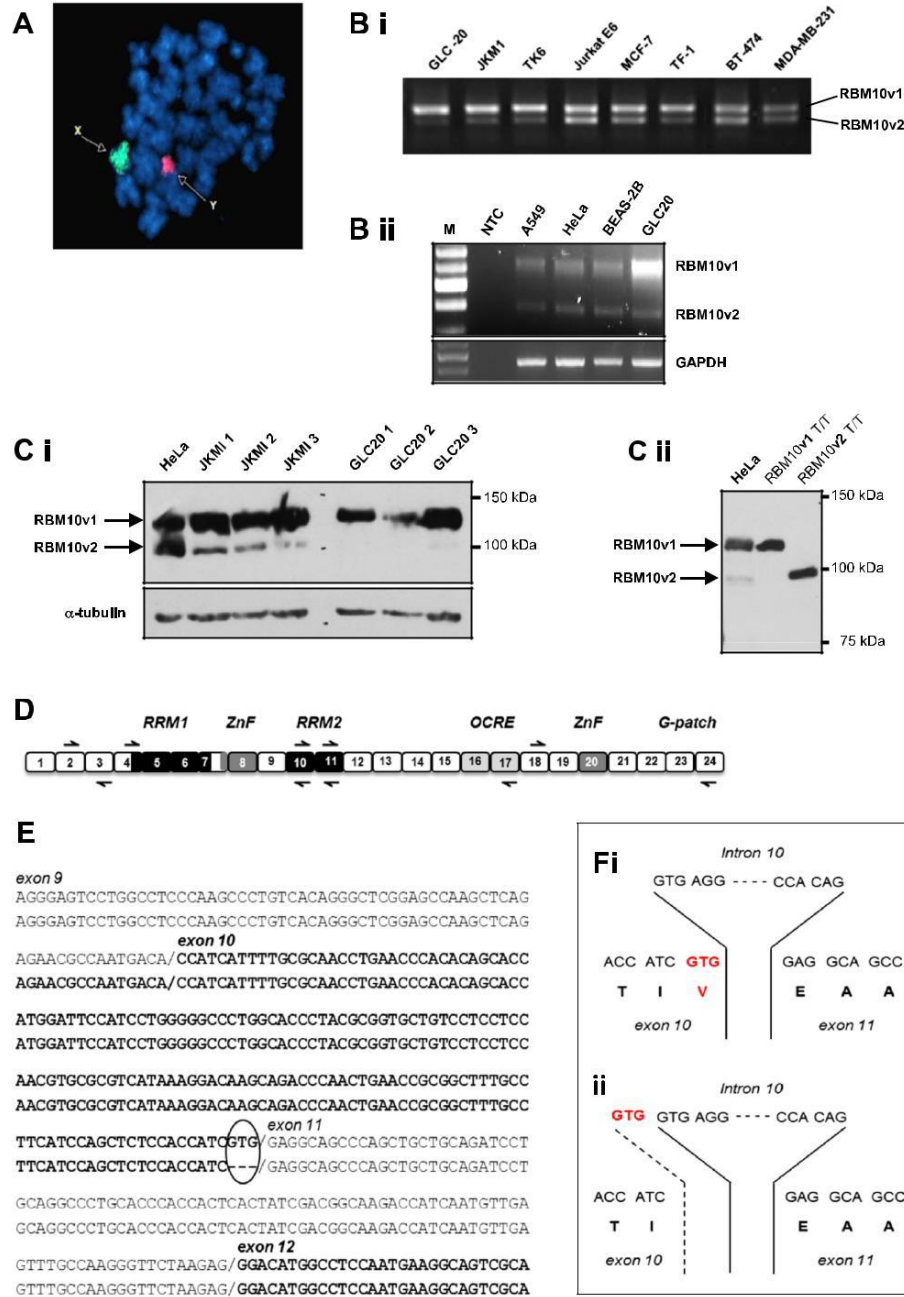 A
X
Y
B i
GLC -20
JKM1
TK6
Jurkat E6
MCF-7
TF-1
BT-474
MDA-MB-231
RBM10v1
RBM10v2
B ii
M
NTC
A549
HeLa
BEAS-2B
GLC20
RBM10v1
RBM10v2
GAPDH
C i
HeLa
JKMI 1
JKMI 2
JKMI 3
GLC20 1
GLC20 2
GLC20 3
150 kDa
RBM10v1
RBM10v2
100 kDa
α-tubulin
C ii
HeLa
RBM10v1 T/T
RBM10v2 T/T
150 kDa
RBM10v1
100 kDa
RBM10v2
75 kDa
D
RRM1 ZnF RRM2 OCRE ZnF G-patch
1 2 3 4 5 6 7 8 9 10 11 12 13 14 15 16 17 18 19 20 21 22 23 24
E
exon 9
AGGGAGTCCTGGCCTCCCAAGCCCTGTCACAGGGCTCGGAGCCAAGCTCAG
AGGGAGTCCTGGCCTCCCAAGCCCTGTCACAGGGCTCGGAGCCAAGCTCAG
exon 10
AGAACGCCAATGACA/CCATCATTTTGCGCAACCTGAACCCACACAGCACC
AGAACGCCAATGACA/CCATCATTTTGCGCAACCTGAACCCACACAGCACC
ATGGATTCCATCCTGGGGGCCCTGGCACCCTACGCGGTGCTGTCCTCCTCC
ATGGATTCCATCCTGGGGGCCCTGGCACCCTACGCGGTGCTGTCCTCCTCC
AACGTGCGCGTCATAAAGGACAAGCAGACCCAACTGAACCGCGGCTTTGCC
AACGTGCGCGTCATAAAGGACAAGCAGACCCAACTGAACCGCGGCTTTGCC
exon 11
TTCATCCAGCTCTCCACCATCGTG/GAGGCAGCCCAGCTGCTGCAGATCCT
TTCATCCAGCTCTCCACCATC---/GAGGCAGCCCAGCTGCTGCAGATCCT
GCAGGCCCTGCACCCACCACTCACTATCGACGGCAAGACCATCAATGTTGA
GCAGGCCCTGCACCCACCACTCACTATCGACGGCAAGACCATCAATGTTGA
exon 12
GTTTGCCAAGGGTTCTAAGAG/GGACATGGCCTCCAATGAAGGCAGTCGCA
GTTTGCCAAGGGTTCTAAGAG/GGACATGGCCTCCAATGAAGGCAGTCGCA
Fi
Intron 10
GTG AGG ---- CCA CAG
ACC ATC GTG GAG GCA GCC
T I V E A A
exon 10 exon 11
ii
Intron 10
GTG GTG AGG ---- CCA CAG
ACC ATC GAG GCA GCC
T I E A A
exon 10 exon 11